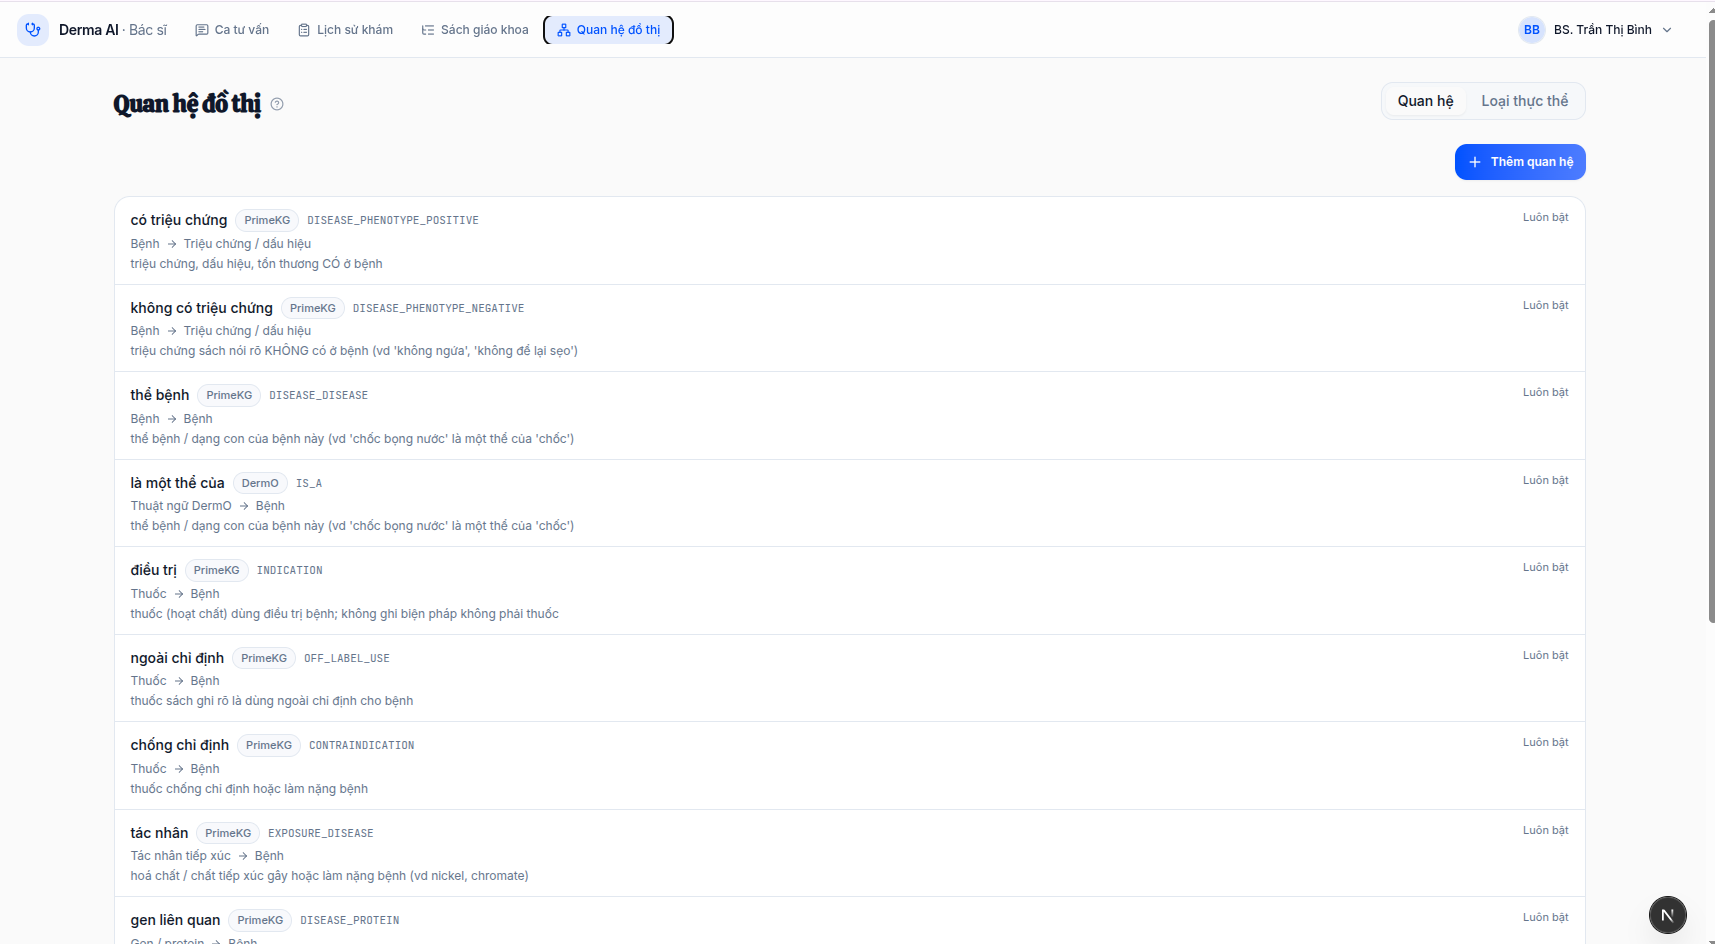 Derma AI · Bác sĩ
Ca tư vấn
Lịch sử khám
Sách giáo khoa
Quan hệ đồ thị
BB
BS. Trần Thị Bình
Quan hệ đồ thị
Quan hệ
Loại thực thể
Thêm quan hệ
có triệu chứng PrimeKG DISEASE_PHENOTYPE_POSITIVE Luôn bật
Bệnh → Triệu chứng / dấu hiệu
triệu chứng, dấu hiệu, tổn thương CÓ ở bệnh
không có triệu chứng PrimeKG DISEASE_PHENOTYPE_NEGATIVE Luôn bật
Bệnh → Triệu chứng / dấu hiệu
triệu chứng sách nói rõ KHÔNG có ở bệnh (vd 'không ngứa', 'không để lại sẹo')
thể bệnh PrimeKG DISEASE_DISEASE Luôn bật
Bệnh → Bệnh
thể bệnh / dạng con của bệnh này (vd 'chốc bọng nước' là một thể của 'chốc')
là một thể của DermO IS_A Luôn bật
Thuật ngữ DermO → Bệnh
thể bệnh / dạng con của bệnh này (vd 'chốc bọng nước' là một thể của 'chốc')
điều trị PrimeKG INDICATION Luôn bật
Thuốc → Bệnh
thuốc (hoạt chất) dùng điều trị bệnh; không ghi biện pháp không phải thuốc
ngoài chỉ định PrimeKG OFF_LABEL_USE Luôn bật
Thuốc → Bệnh
thuốc sách ghi rõ là dùng ngoài chỉ định cho bệnh
chống chỉ định PrimeKG CONTRAINDICATION Luôn bật
Thuốc → Bệnh
thuốc chống chỉ định hoặc làm nặng bệnh
tác nhân PrimeKG EXPOSURE_DISEASE Luôn bật
Tác nhân tiếp xúc → Bệnh
hoá chất / chất tiếp xúc gây hoặc làm nặng bệnh (vd nickel, chromate)
gen liên quan PrimeKG DISEASE_PROTEIN Luôn bật
Gen / protein → Bệnh
N